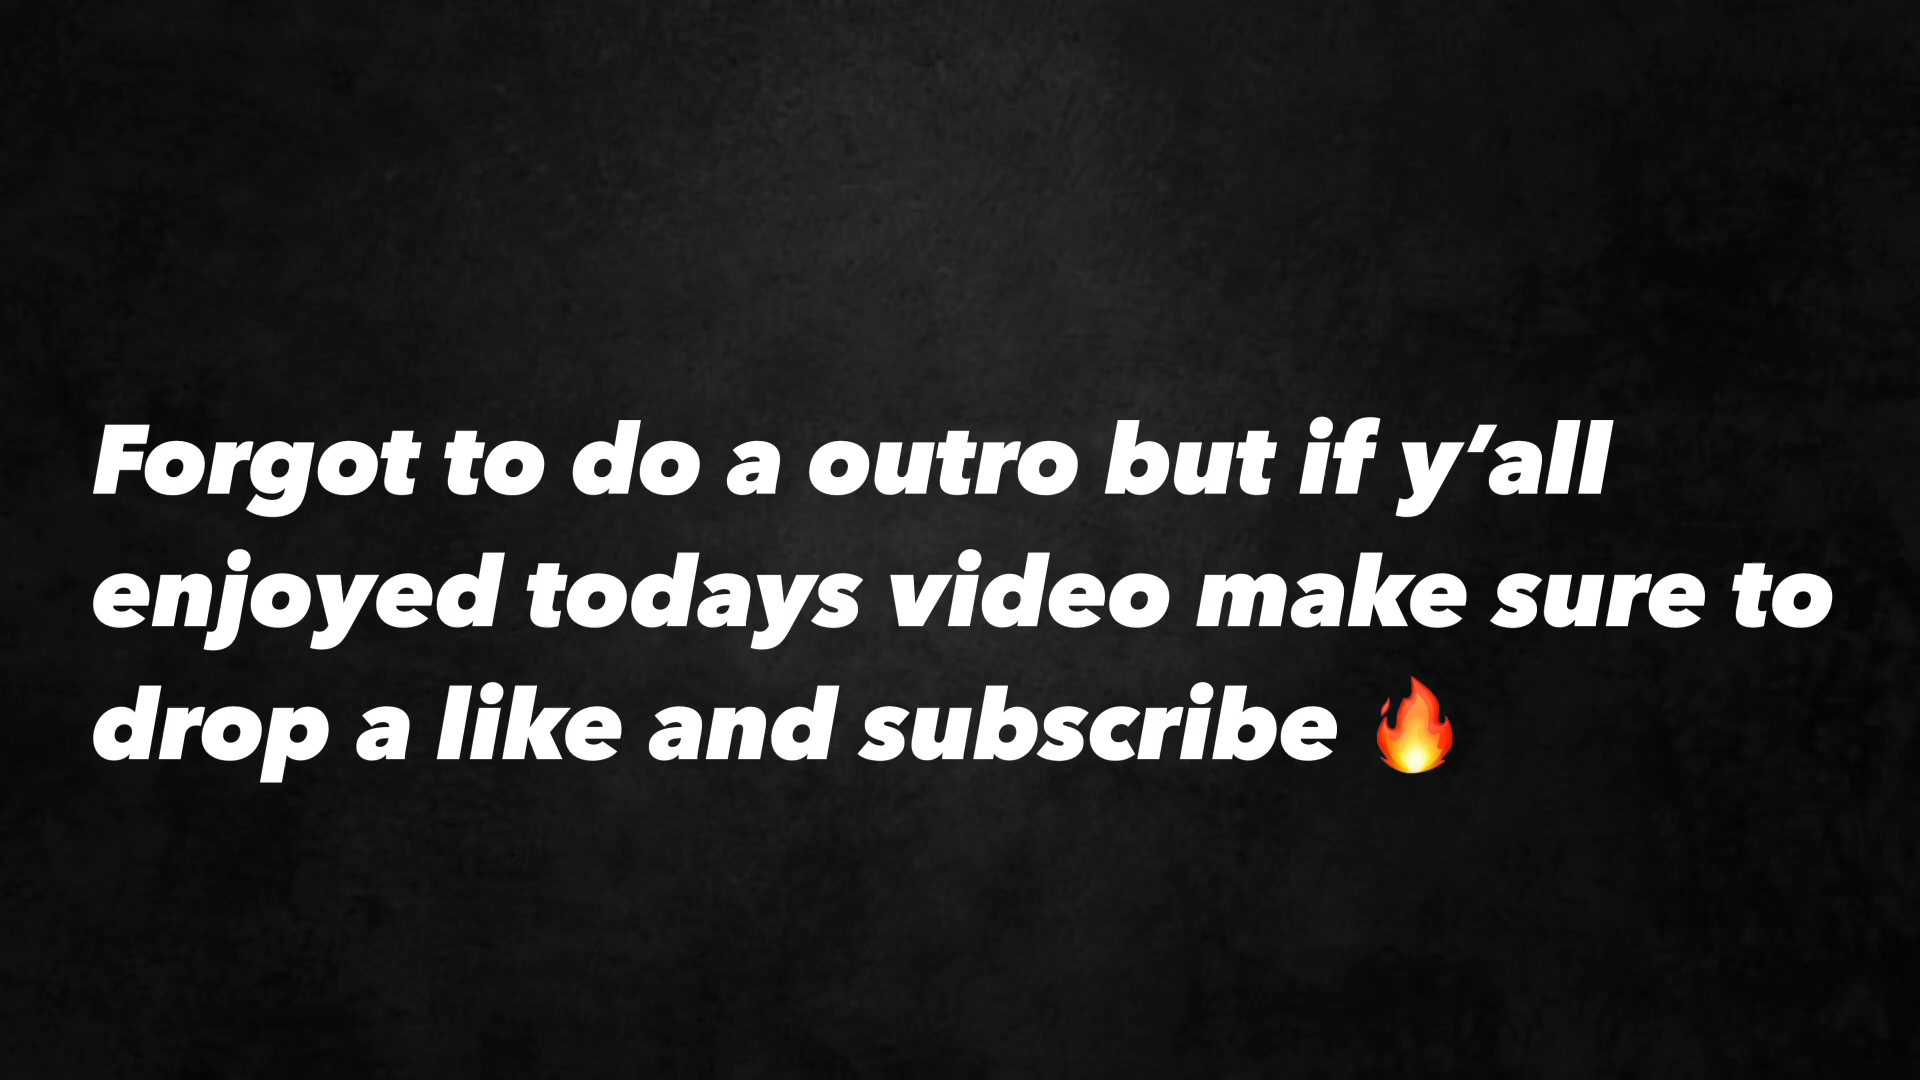 Forgot to do a outro but if y’all
enjoyed todays video make sure to
drop a like and subscribe 🔥